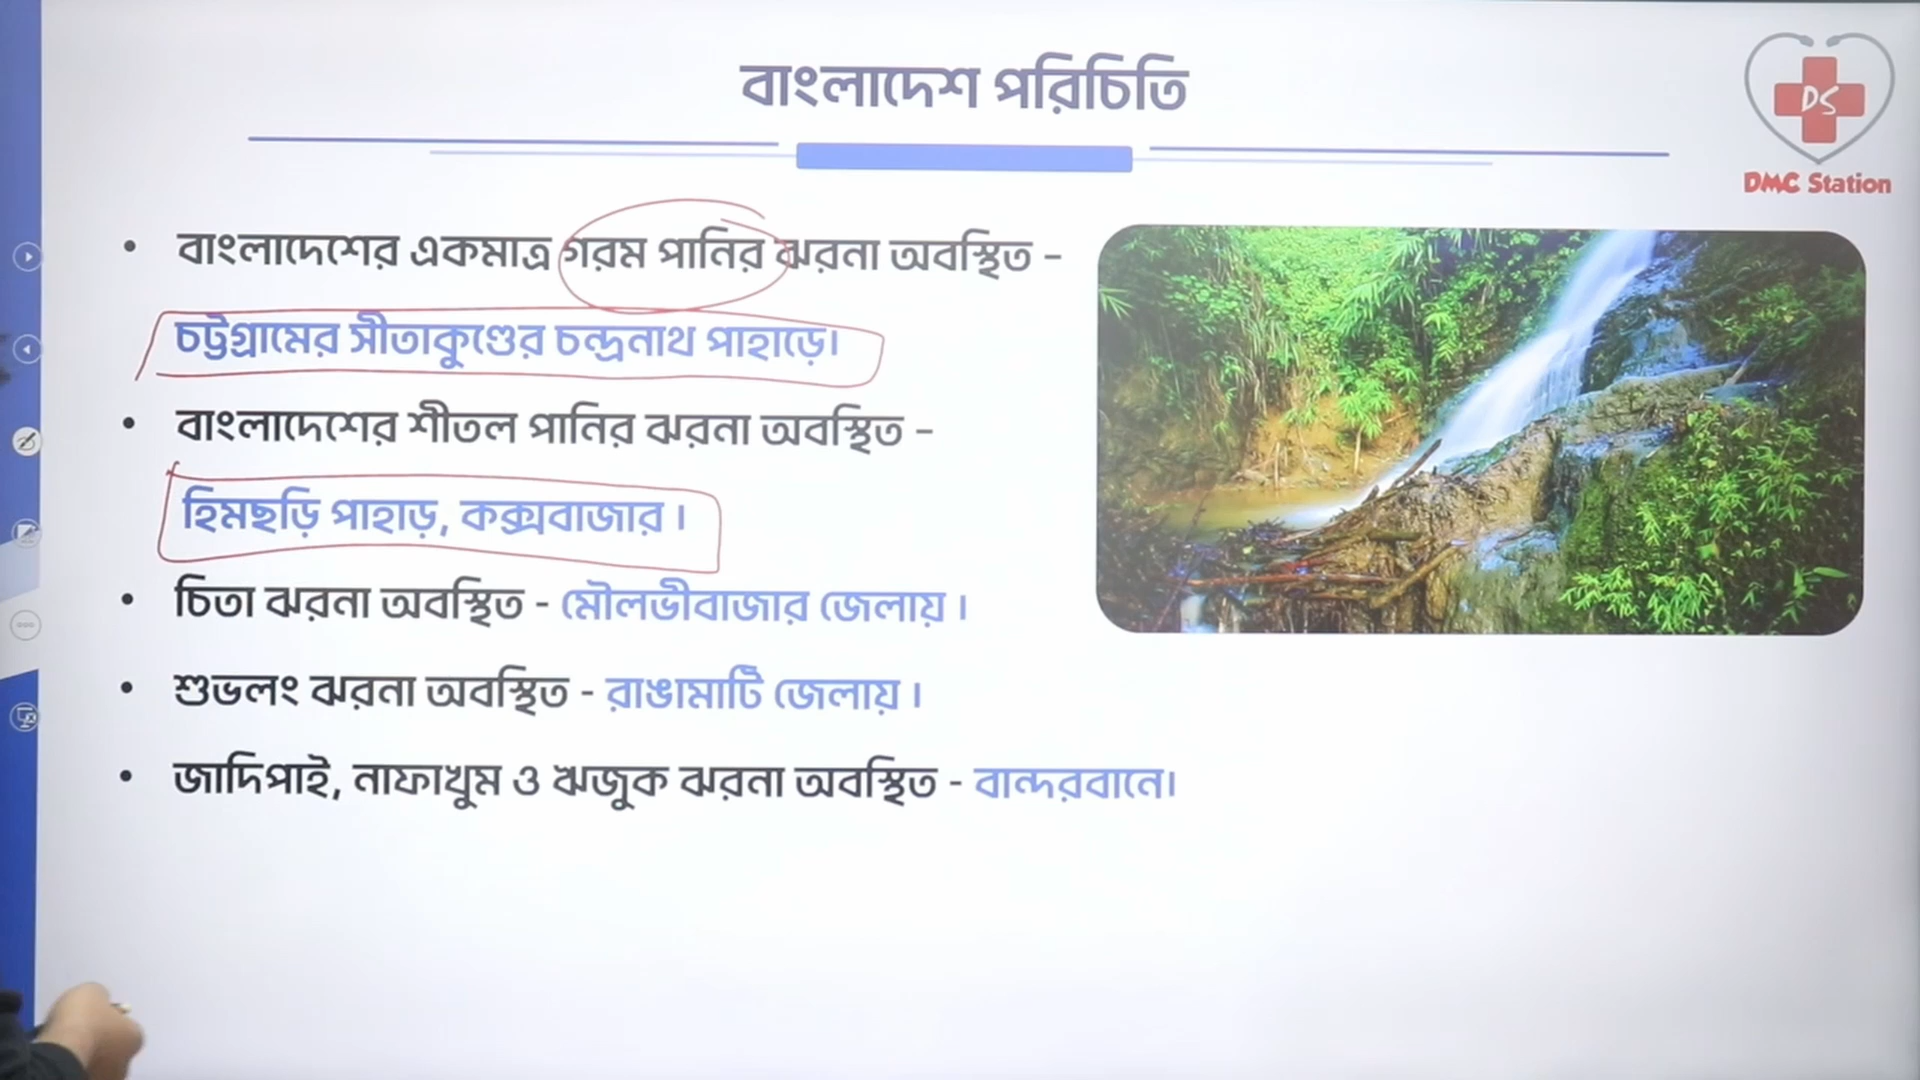 বাংলাদেশ পরিচিতি
DS
DMC Station
• বাংলাদেশের একমাত্র গরম পানির ঝরনা অবস্থিত –
চট্টগ্রামের সীতাকুণ্ডের চন্দ্রনাথ পাহাড়ে।
• বাংলাদেশের শীতল পানির ঝরনা অবস্থিত –
হিমছড়ি পাহাড়, কক্সবাজার ।
• চিতা ঝরনা অবস্থিত - মৌলভীবাজার জেলায় ।
• শুভলং ঝরনা অবস্থিত - রাঙামাটি জেলায় ।
• জাদিপাই, নাফাখুম ও ঋজুক ঝরনা অবস্থিত - বান্দরবানে।